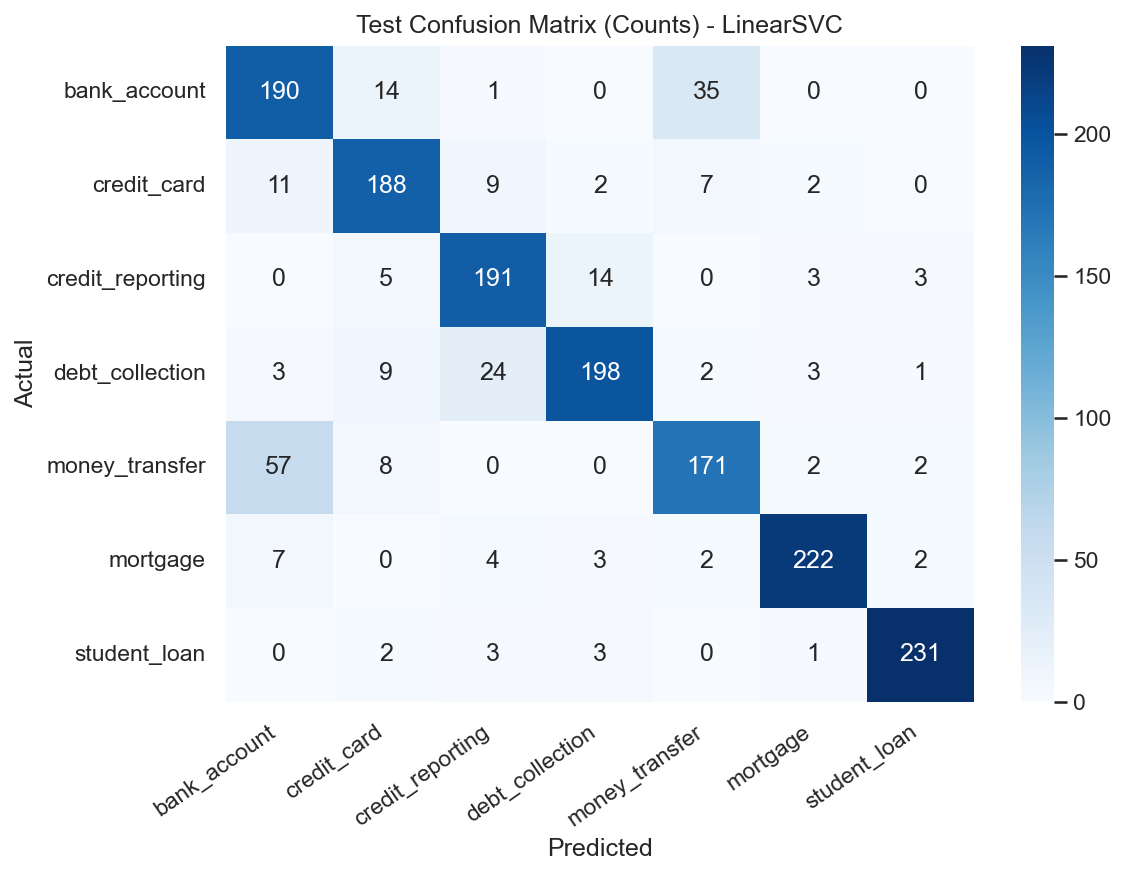 Test Confusion Matrix (Counts) - LinearSVC
bank_account 190 14 1 0 35 0 0
credit_card 11 188 9 2 7 2 0
credit_reporting 0 5 191 14 0 3 3
debt_collection 3 9 24 198 2 3 1
money_transfer 57 8 0 0 171 2 2
mortgage 7 0 4 3 2 222 2
student_loan 0 2 3 3 0 1 231
Actual
bank_account credit_card credit_reporting debt_collection money_transfer mortgage student_loan
Predicted
200
150
100
50
0